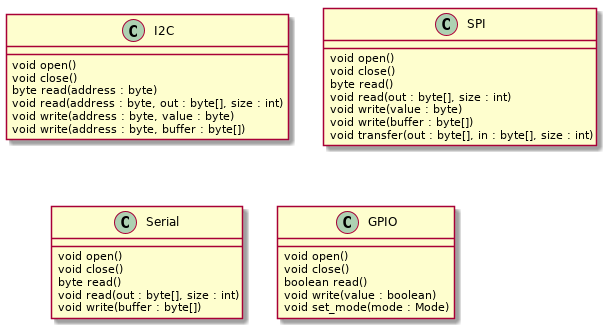 C I2C
void open()
void close()
byte read(address : byte)
void read(address : byte, out : byte[], size : int)
void write(address : byte, value : byte)
void write(address : byte, buffer : byte[])
C SPI
void open()
void close()
byte read()
void read(out : byte[], size : int)
void write(value : byte)
void write(buffer : byte[])
void transfer(out : byte[], in : byte[], size : int)
C Serial
void open()
void close()
byte read()
void read(out : byte[], size : int)
void write(buffer : byte[])
C GPIO
void open()
void close()
boolean read()
void write(value : boolean)
void set_mode(mode : Mode)